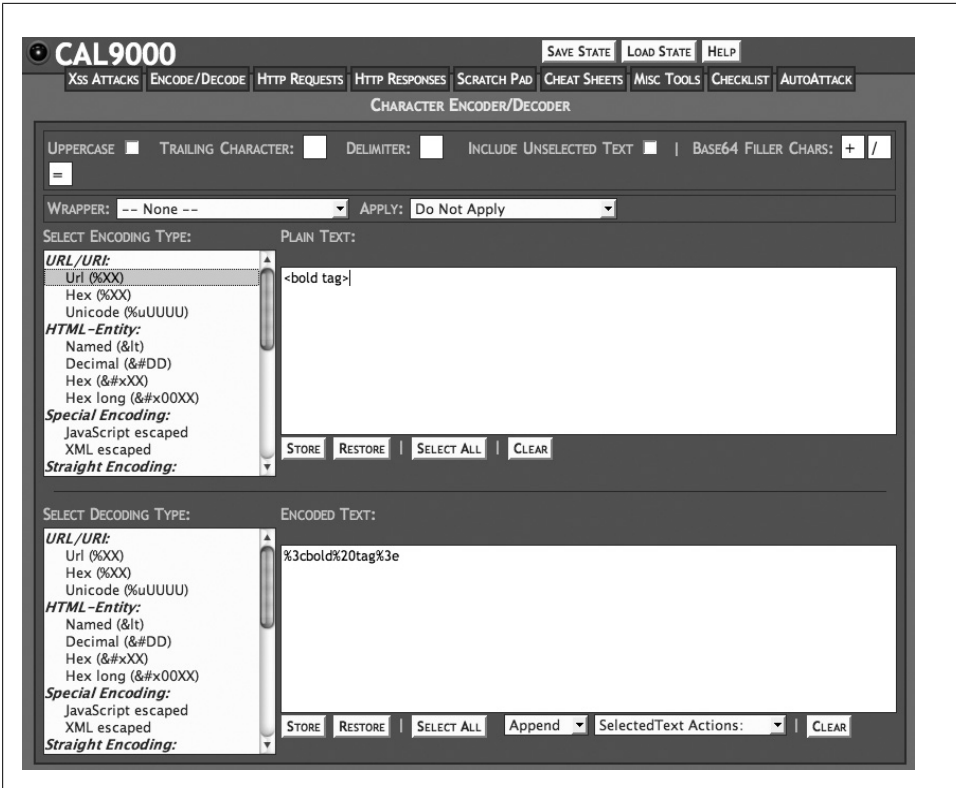 CAL9000
SAVE STATE LOAD STATE HELP
XSS ATTACKS ENCODE/DECODE HTTP REQUESTS HTTP RESPONSES SCRATCH PAD CHEAT SHEETS MISC TOOLS CHECKLIST AUTOATTACK
CHARACTER ENCODER/DECODER
UPPERCASE TRAILING CHARACTER: DELIMITER: INCLUDE UNSELECTED TEXT | BASE64 FILLER CHARS: + /
=
WRAPPER: -- None -- APPLY: Do Not Apply
SELECT ENCODING TYPE:
URL/URI:
Url (%XX)
Hex (%XX)
Unicode (%uUUUU)
HTML-Entity:
Named (&lt)
Decimal (&#DD)
Hex (&#xXX)
Hex long (&#x00XX)
Special Encoding:
JavaScript escaped
XML escaped
Straight Encoding:
PLAIN TEXT:
<bold tag>
STORE RESTORE | SELECT ALL | CLEAR
SELECT DECODING TYPE:
URL/URI:
Url (%XX)
Hex (%XX)
Unicode (%uUUUU)
HTML-Entity:
Named (&lt)
Decimal (&#DD)
Hex (&#xXX)
Hex long (&#x00XX)
Special Encoding:
JavaScript escaped
XML escaped
Straight Encoding:
ENCODED TEXT:
%3cbold%20tag%3e
STORE RESTORE | SELECT ALL Append SelectedText Actions: | CLEAR